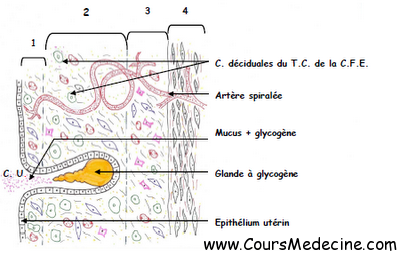 1 2 3 4
C. déciduales du T.C. de la C.F.E.
Artère spiralée
Mucus + glycogène
C. U.
Glande à glycogène
Epithélium utérin
www.CoursMedecine.com